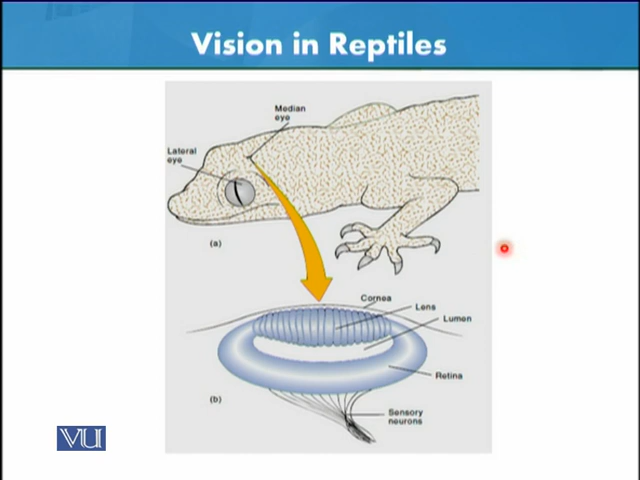 Vision in Reptiles
Median
eye
Lateral
eye
(a)
Cornea
Lens
Lumen
Retina
(b)
Sensory
neurons
VU